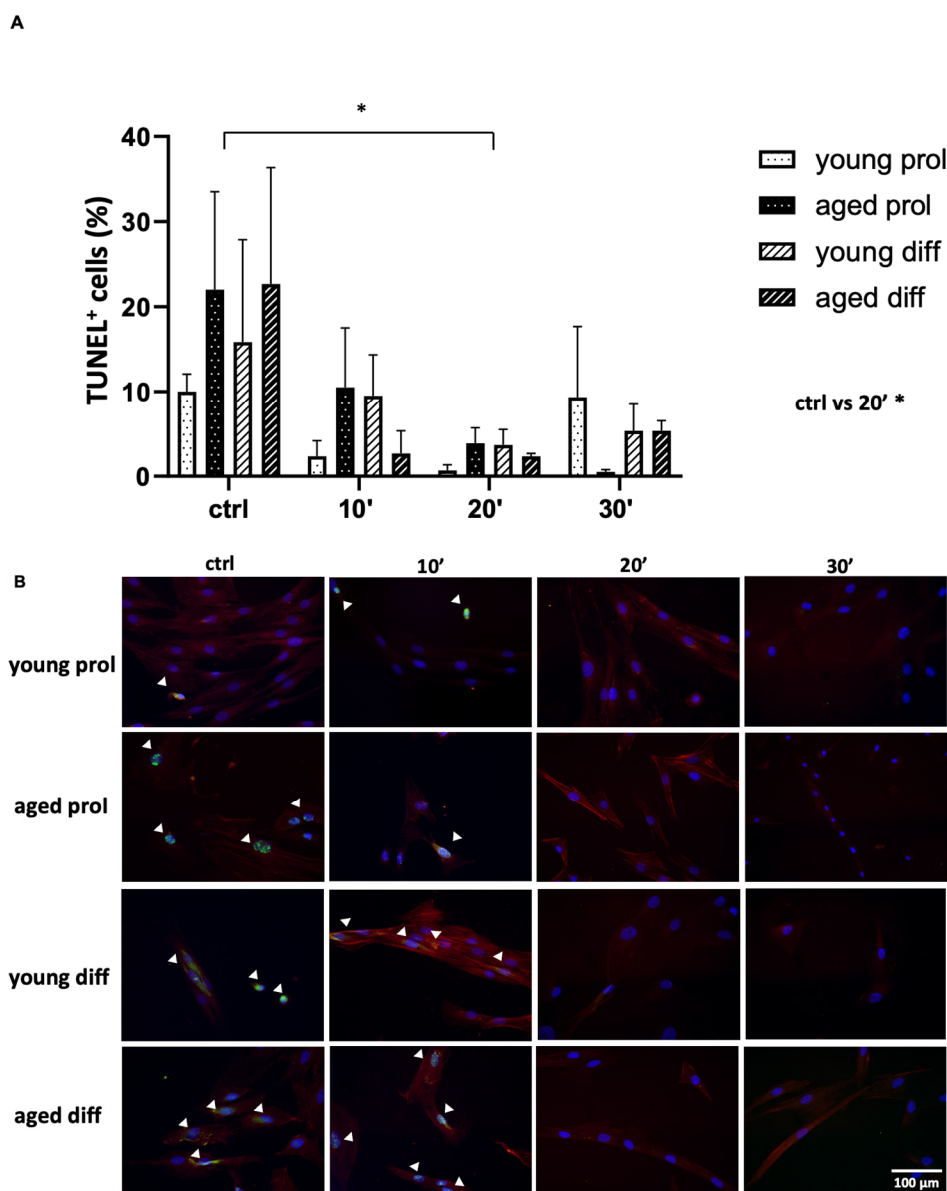 A
*
40
30
20
10
0
TUNEL⁺ cells (%)
ctrl 10' 20' 30'
young prol
aged prol
young diff
aged diff
ctrl vs 20’ *
B
ctrl 10’ 20’ 30’
young prol
aged prol
young diff
aged diff
100 µm